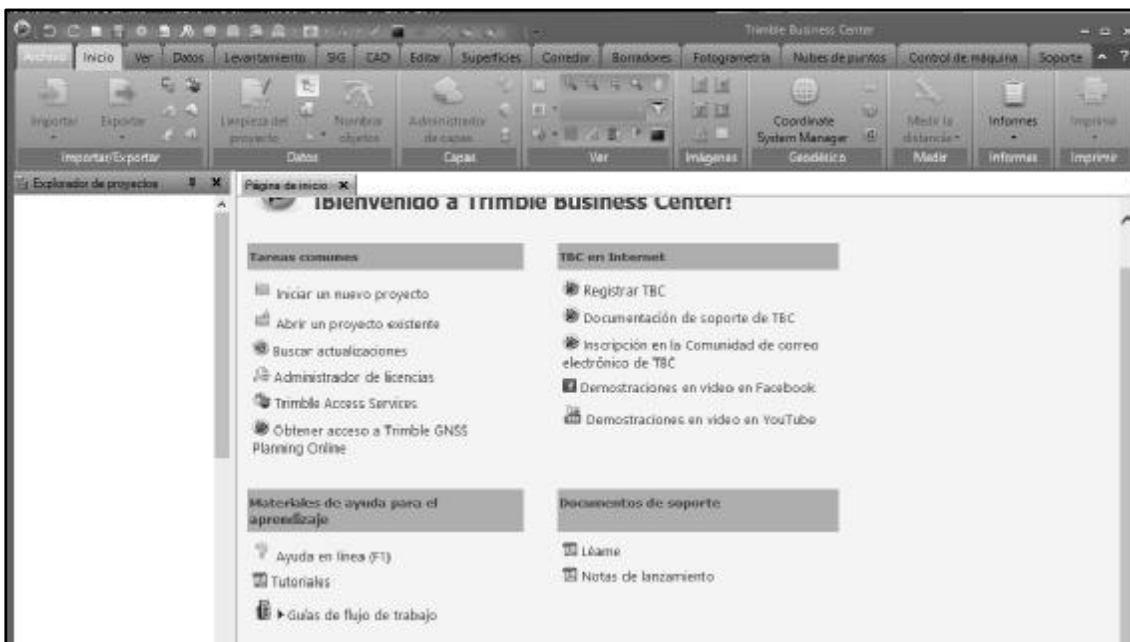 Trimble Business Center
Archivo Inicio Ver Datos Levantamiento SIG CAD Editar Superficies Corredor Borradores Fotogrametría Nubes de puntos Control de máquina Soporte
Importar Exportar Limpieza del proyecto Nombrar objetos Administrador de capas Coordinate System Manager Medir la distancia Informes Imprimir
Importar/Exportar Datos Capas Ver Imágenes Geodético Medir Informes Imprimir
Explorador de proyectos
Página de inicio
¡Bienvenido a Trimble Business Center!
Tareas comunes
Iniciar un nuevo proyecto
Abrir un proyecto existente
Buscar actualizaciones
Administrador de licencias
Trimble Access Services
Obtener acceso a Trimble GNSS
Planning Online
TBC en Internet
Registrar TBC
Documentación de soporte de TBC
Inscripción en la Comunidad de correo
electrónico de TBC
Demostraciones en vídeo en Facebook
Demostraciones en vídeo en YouTube
Materiales de ayuda para el
aprendizaje
Ayuda en línea (F1)
Tutoriales
Guías de flujo de trabajo
Documentos de soporte
Léame
Notas de lanzamiento